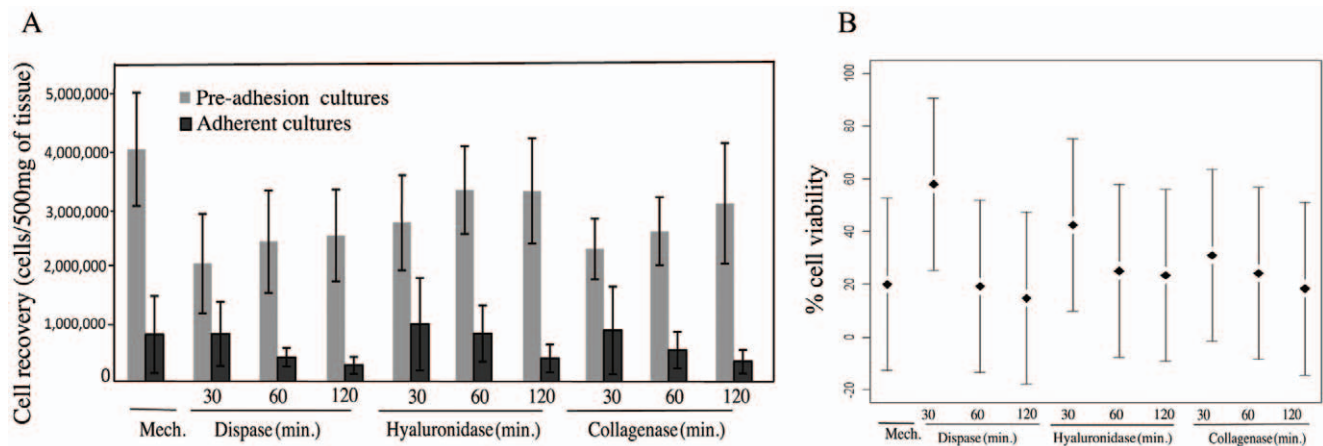 A
Cell recovery (cells/500mg of tissue)
5,000,000
4,000,000
3,000,000
2,000,000
1,000,000
0
Pre-adhesion cultures
Adherent cultures
30 60 120 30 60 120 30 60 120
Mech. Dispase (min.) Hyaluronidase (min.) Collagenase (min.)
B
% cell viability
100
80
60
40
20
0
-20
30 60 120 30 60 120 30 60 120
Mech. Dispase (min.) Hyaluronidase (min.) Collagenase (min.)